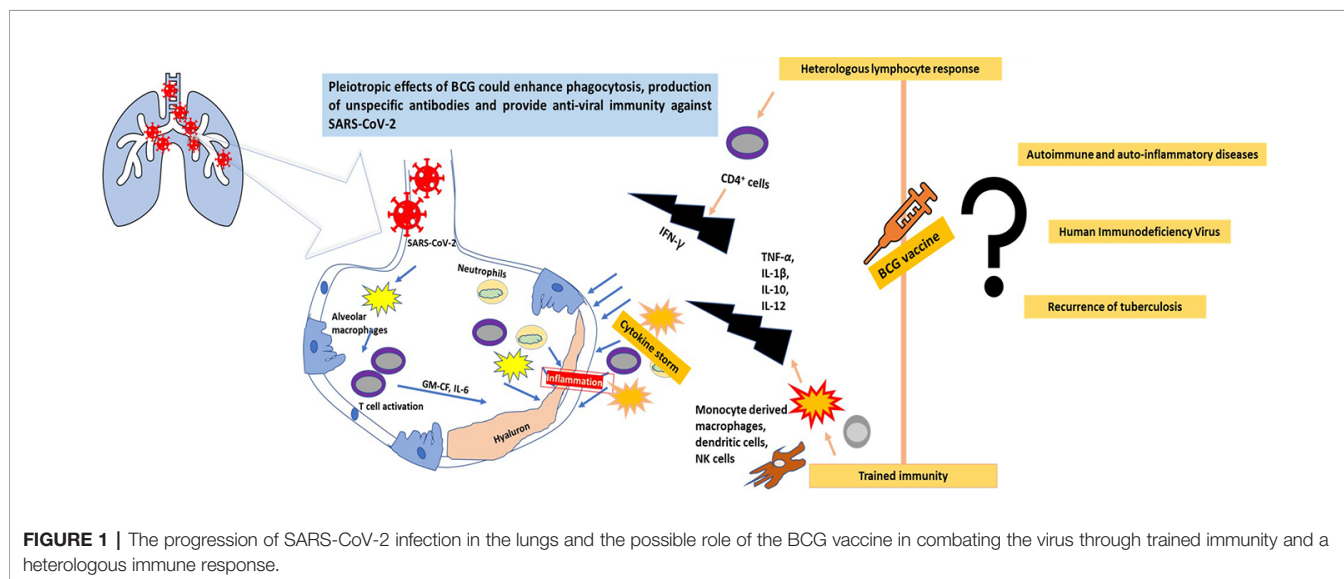 Pleiotropic effects of BCG could enhance phagocytosis, production
of unspecific antibodies and provide anti-viral immunity against
SARS-CoV-2
Heterologous lymphocyte response
CD4⁺ cells
IFN-γ
TNF-α,
IL-1β,
IL-10,
IL-12
BCG vaccine
?
Autoimmune and auto-inflammatory diseases
Human Immunodeficiency Virus
Recurrence of tuberculosis
SARS-CoV-2
Neutrophils
Alveolar
macrophages
GM-CF, IL-6
T cell activation
Inflammation
Hyaluron
Cytokine storm
Monocyte derived
macrophages,
dendritic cells,
NK cells
Trained immunity
FIGURE 1 | The progression of SARS-CoV-2 infection in the lungs and the possible role of the BCG vaccine in combating the virus through trained immunity and a
heterologous immune response.